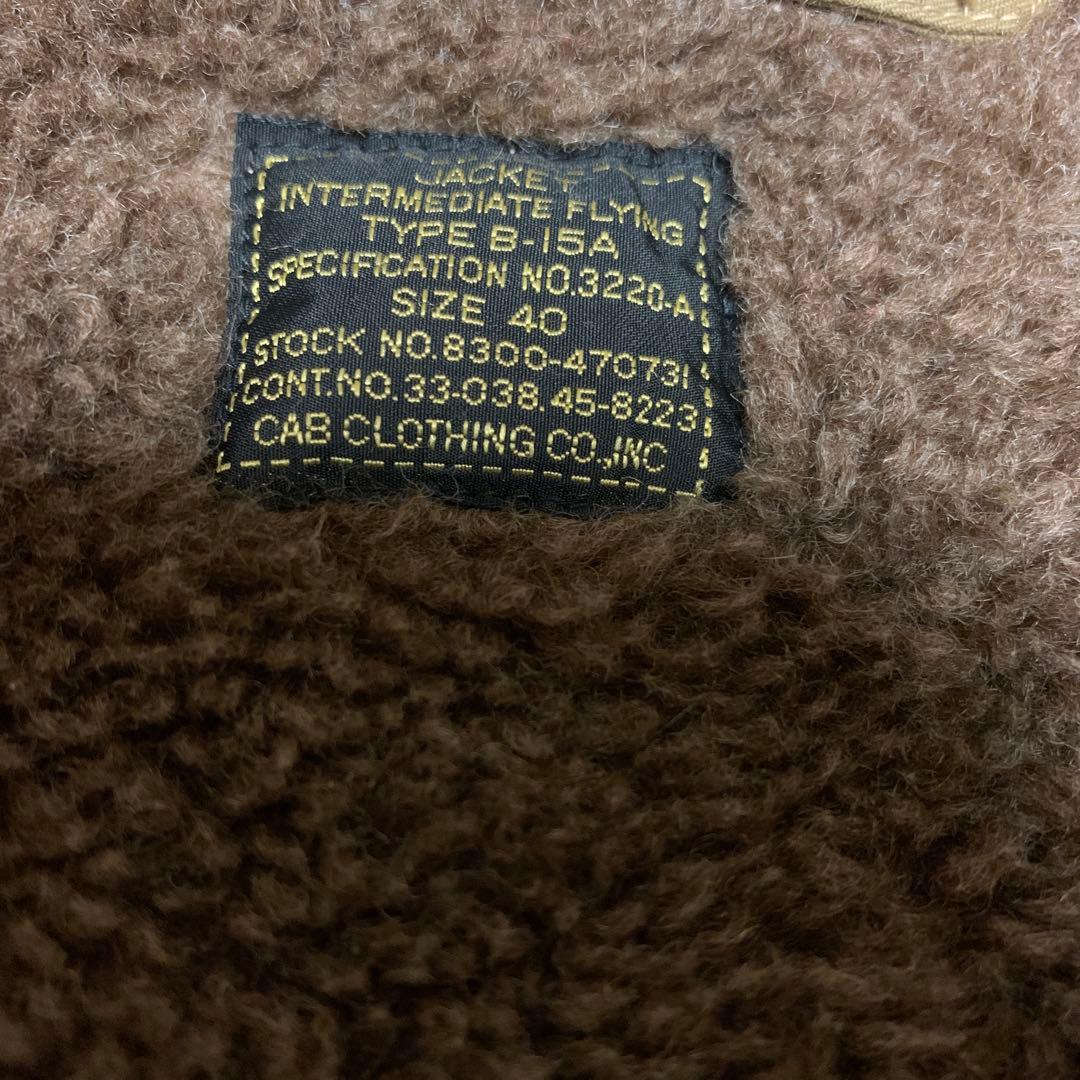 JACKET
INTERMEDIATE FLYING
TYPE B-15A
SPECIFICATION NO.3220-A
SIZE 40
STOCK NO.8300-470731
CONT.NO.33-038.45-8223
CAB CLOTHING CO.,INC